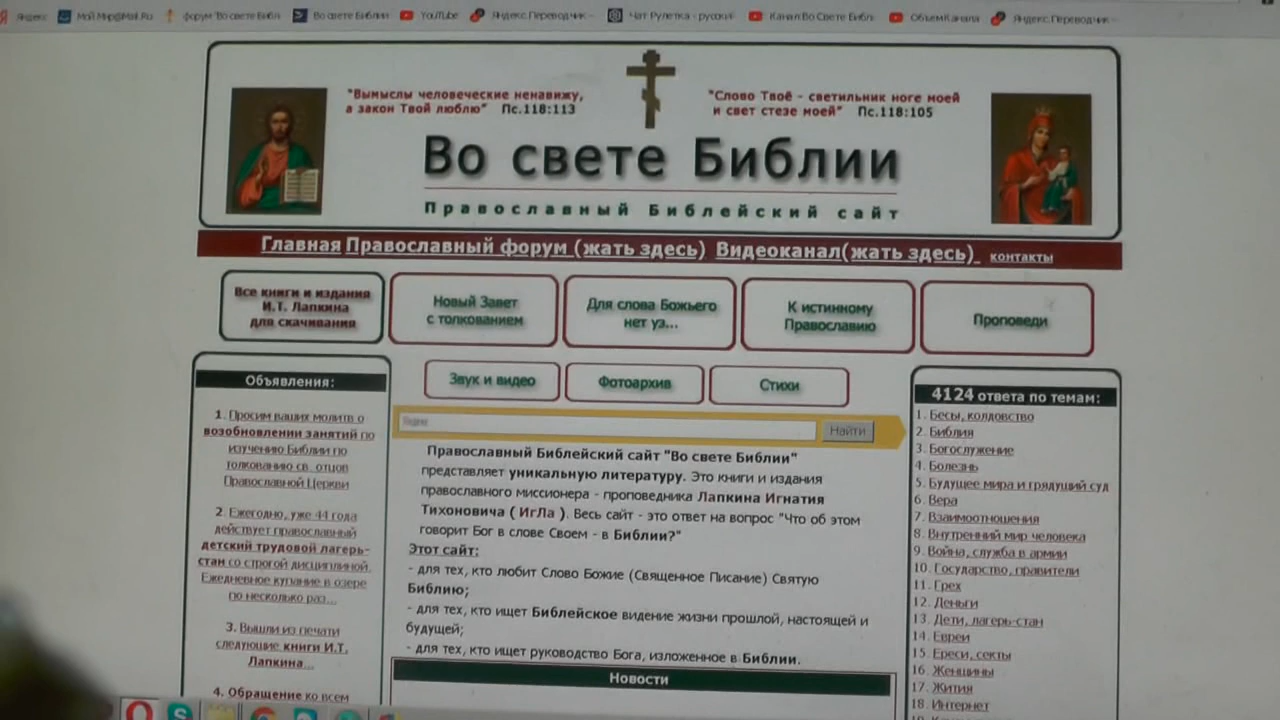 Яндекс Мой Мир@Mail.Ru форум "Во свете Библ Во свете Библии YouTube Яндекс.Переводчик – Чат Рулетка - русски Канал Во Свете Библ ОбъемКанала Яндекс.Переводчик –
"Вымыслы человеческие ненавижу,
а закон Твой люблю" Пс.118:113
"Слово Твоё - светильник ноге моей
и свет стезе моей" Пс.118:105
Во свете Библии
Православный Библейский сайт
Главная Православный форум (жать здесь) Видеоканал(жать здесь) контакты
Все книги и издания
И.Т. Лапкина
для скачивания
Новый Завет
с толкованием
Для слова Божьего
нет уз...
К истинному
Православию
Проповеди
Звук и видео
Фотоархив
Стихи
Объявления:
1. Просим ваших молитв о
возобновлении занятий по
изучению Библии по
толкованию св. отцов
Православной Церкви
2. Ежегодно, уже 44 года
действует православный
детский трудовой лагерь-
стан со строгой дисциплиной.
Ежедневное купание в озере
по несколько раз...
3. Вышли из печати
следующие книги И.Т.
Лапкина...
4. Обращение ко всем
Яндекс
Найти
Православный Библейский сайт "Во свете Библии"
представляет уникальную литературу. Это книги и издания
православного миссионера - проповедника Лапкина Игнатия
Тихоновича ( ИгЛа ). Весь сайт - это ответ на вопрос "Что об этом
говорит Бог в слове Своем - в Библии?"
Этот сайт:
- для тех, кто любит Слово Божие (Священное Писание) Святую
Библию;
- для тех, кто ищет Библейское видение жизни прошлой, настоящей и
будущей;
- для тех, кто ищет руководство Бога, изложенное в Библии.
Новости
4124 ответа по темам:
1. Бесы, колдовство
2. Библия
3. Богослужение
4. Болезнь
5. Будущее мира и грядущий суд
6. Вера
7. Взаимоотношения
8. Внутренний мир человека
9. Война, служба в армии
10. Государство, правители
11. Грех
12. Деньги
13. Дети, лагерь-стан
14. Евреи
15. Ереси, секты
16. Женщины
17. Жития
18. Интернет